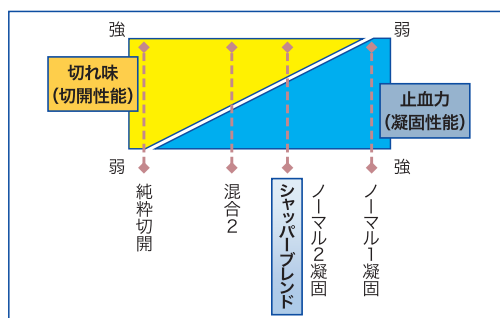 強
弱
切れ味
(切開性能)
止血力
(凝固性能)
弱
強
純粋切開
混合2
シャッパーブレンド
ノーマル2凝固
ノーマル1凝固